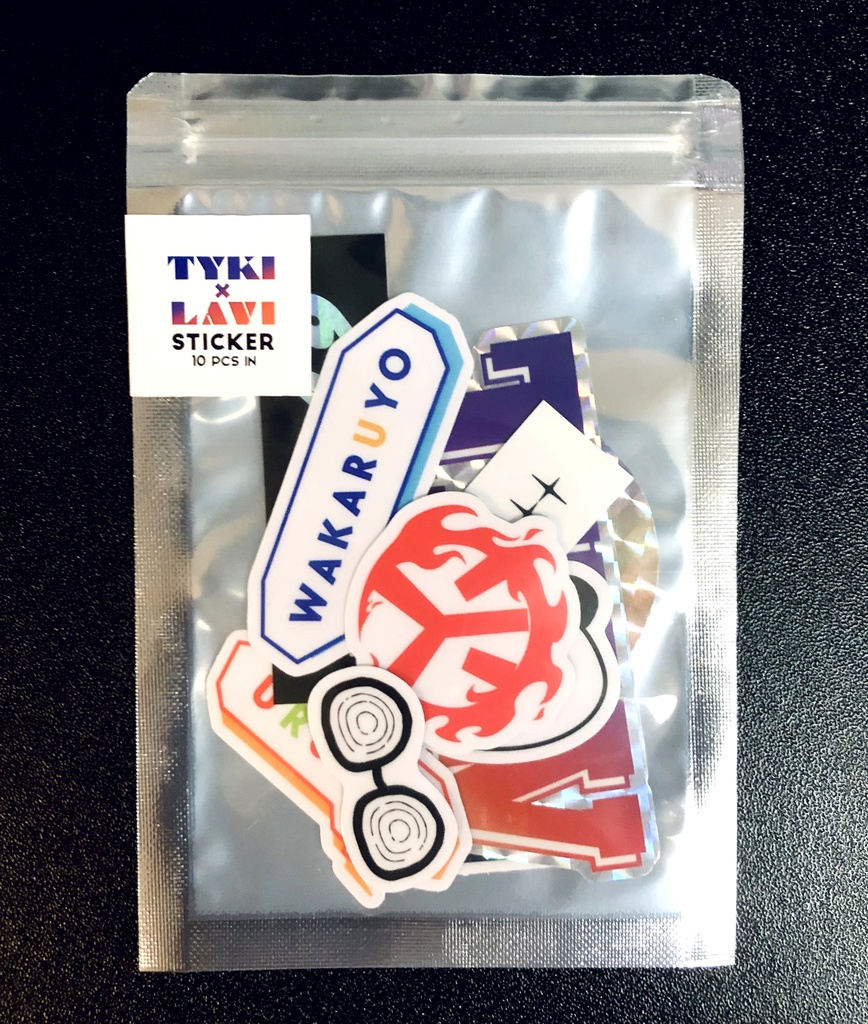 TYKI
×
LAVI
STICKER
10 PCS IN
WAKARUYO